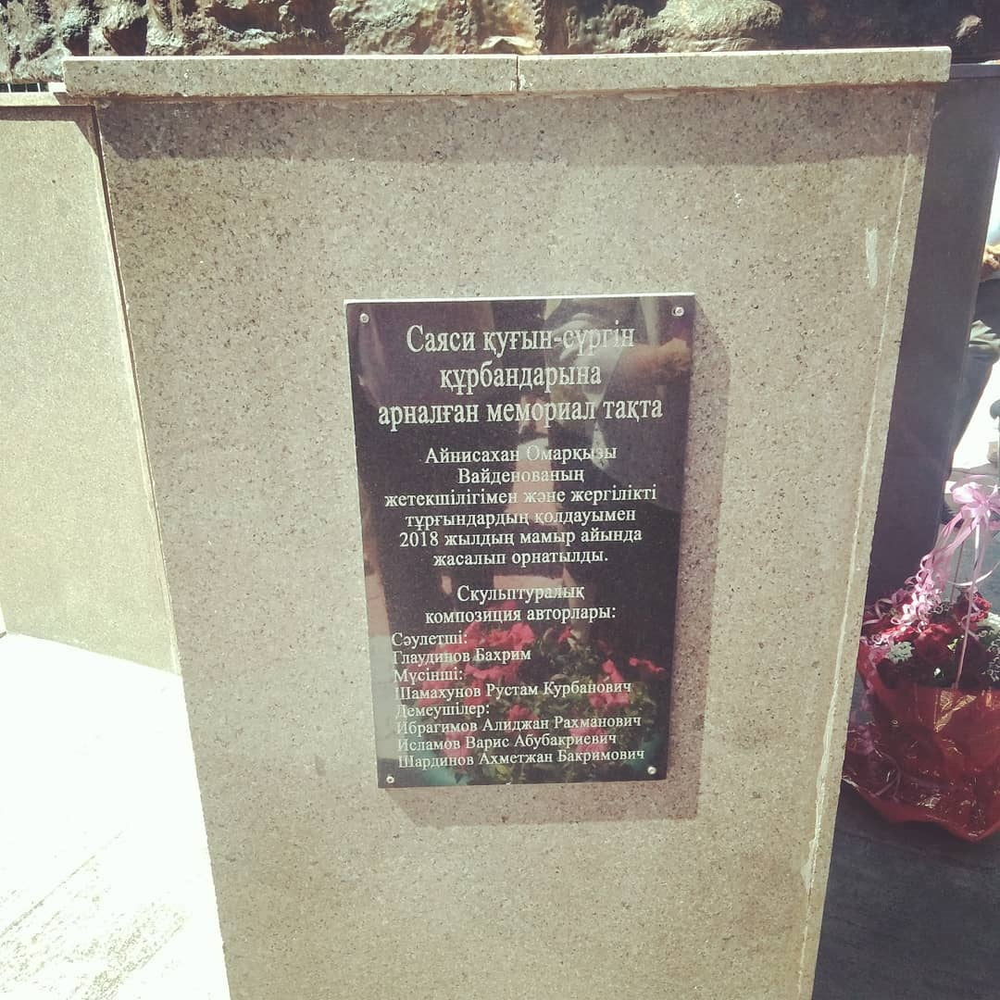 Саяси қуғын-сүргін
құрбандарына
арналған мемориал тақта
Айнисахан Омарқызы
Вайденованың
жетекшілігімен және жергілікті
тұрғындардың қолдауымен
2018 жылдың мамыр айында
жасалып орнатылды.
Скульптуралық
композиция авторлары:
Сәулетші:
Глаудинов Бахрим
Мүсінші:
Шамахунов Рустам Курбанович
Демеушілер:
Ибрагимов Алиджан Рахманович
Исламов Варис Абубакриевич
Шардинов Ахметжан Бакримович